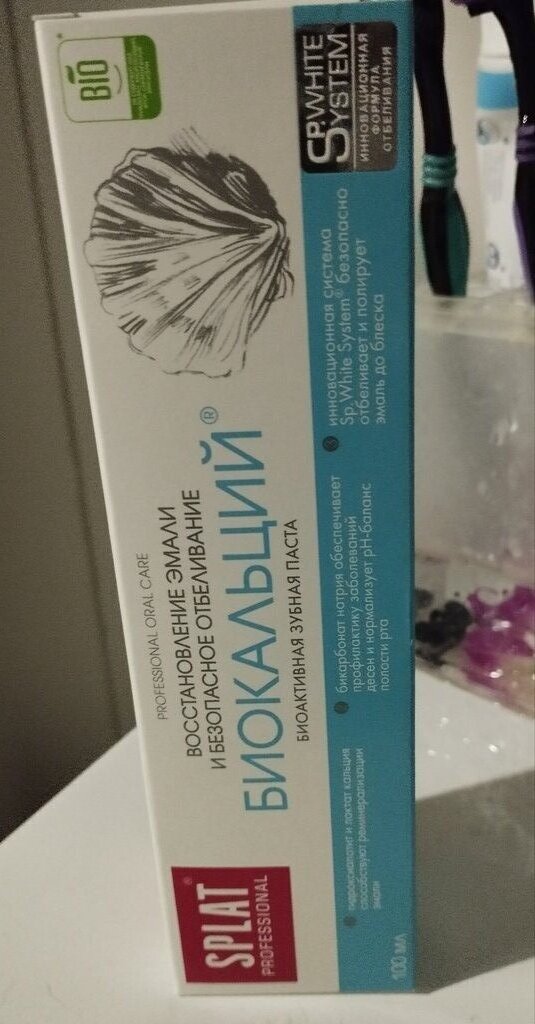 SPLAT®
PROFESSIONAL
PROFESSIONAL ORAL CARE
ВОССТАНОВЛЕНИЕ ЭМАЛИ
И БЕЗОПАСНОЕ ОТБЕЛИВАНИЕ
БИОКАЛЬЦИЙ®
БИОАКТИВНАЯ ЗУБНАЯ ПАСТА
BIO
SP.WHITE
SYSTEM
ИННОВАЦИОННАЯ
ФОРМУЛА
ОТБЕЛИВАНИЯ
гидроксиапатит и лактат кальция
способствуют реминерализации
эмали
бикарбонат натрия обеспечивает
профилактику заболеваний
десен и нормализует pH-баланс
полости рта
инновационная система
Sp.White System® безопасно
отбеливает и полирует
эмаль до блеска
100 мл